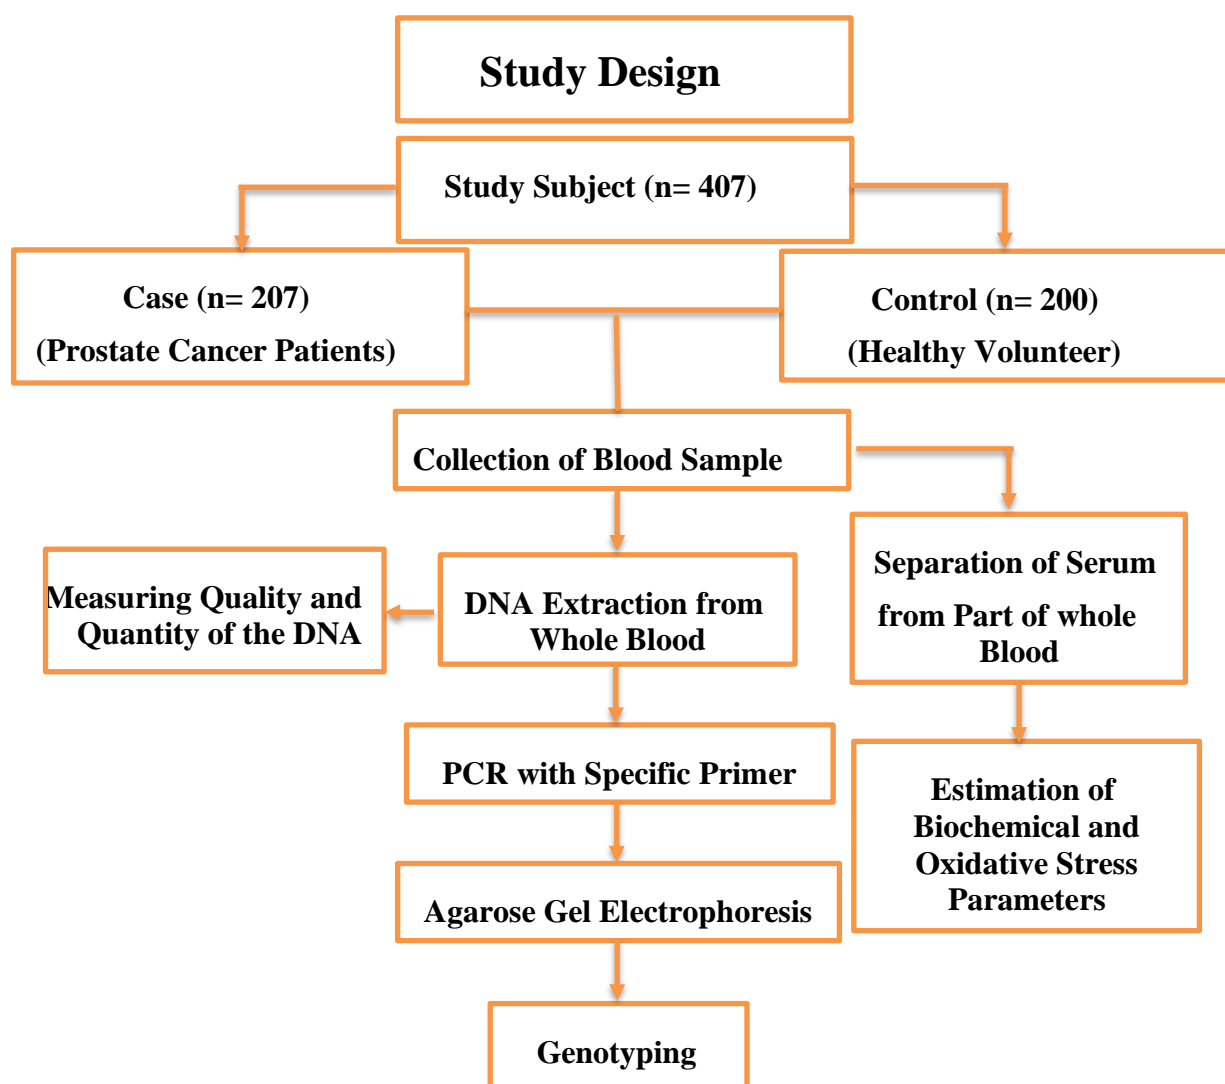 Study Design
Study Subject (n= 407)
Case (n= 207)
(Prostate Cancer Patients)
Control (n= 200)
(Healthy Volunteer)
Collection of Blood Sample
Measuring Quality and
Quantity of the DNA
DNA Extraction from
Whole Blood
Separation of Serum
from Part of whole
Blood
PCR with Specific Primer
Estimation of
Biochemical and
Oxidative Stress
Parameters
Agarose Gel Electrophoresis
Genotyping